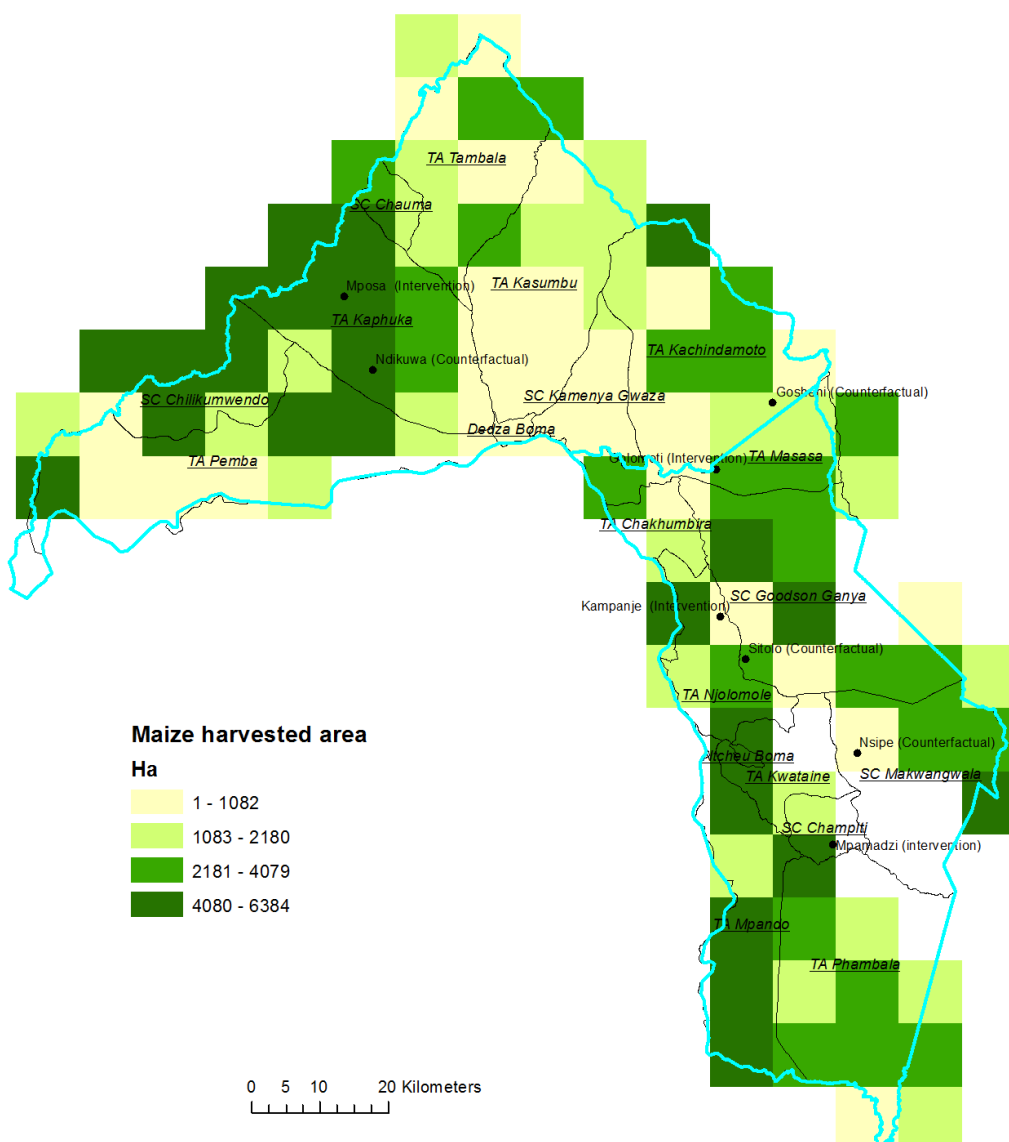 TA Tambala
SC Chauma
TA Kasumbu
Mposa (Intervention)
TA Kaphuka
TA Kachindamoto
Ndikuwa (Counterfactual)
Gosheni (Counterfactual)
SC Chilikumwendo
SC Kamenya Gwaza
Dedza Boma
TA Pemba
Golomoti (Intervention)
TA Masasa
TA Chakhumbira
SC Goodson Ganya
Kampanje (Intervention)
Sitolo (Counterfactual)
TA Njolomole
Nsipe (Counterfactual)
Ntcheu Boma
TA Kwataine
SC Makwangwala
SC Champiti
Mpamadzi (intervention)
TA Mpando
TA Phambala
Maize harvested area
Ha
1 - 1082
1083 - 2180
2181 - 4079
4080 - 6384
0 5 10 20 Kilometers